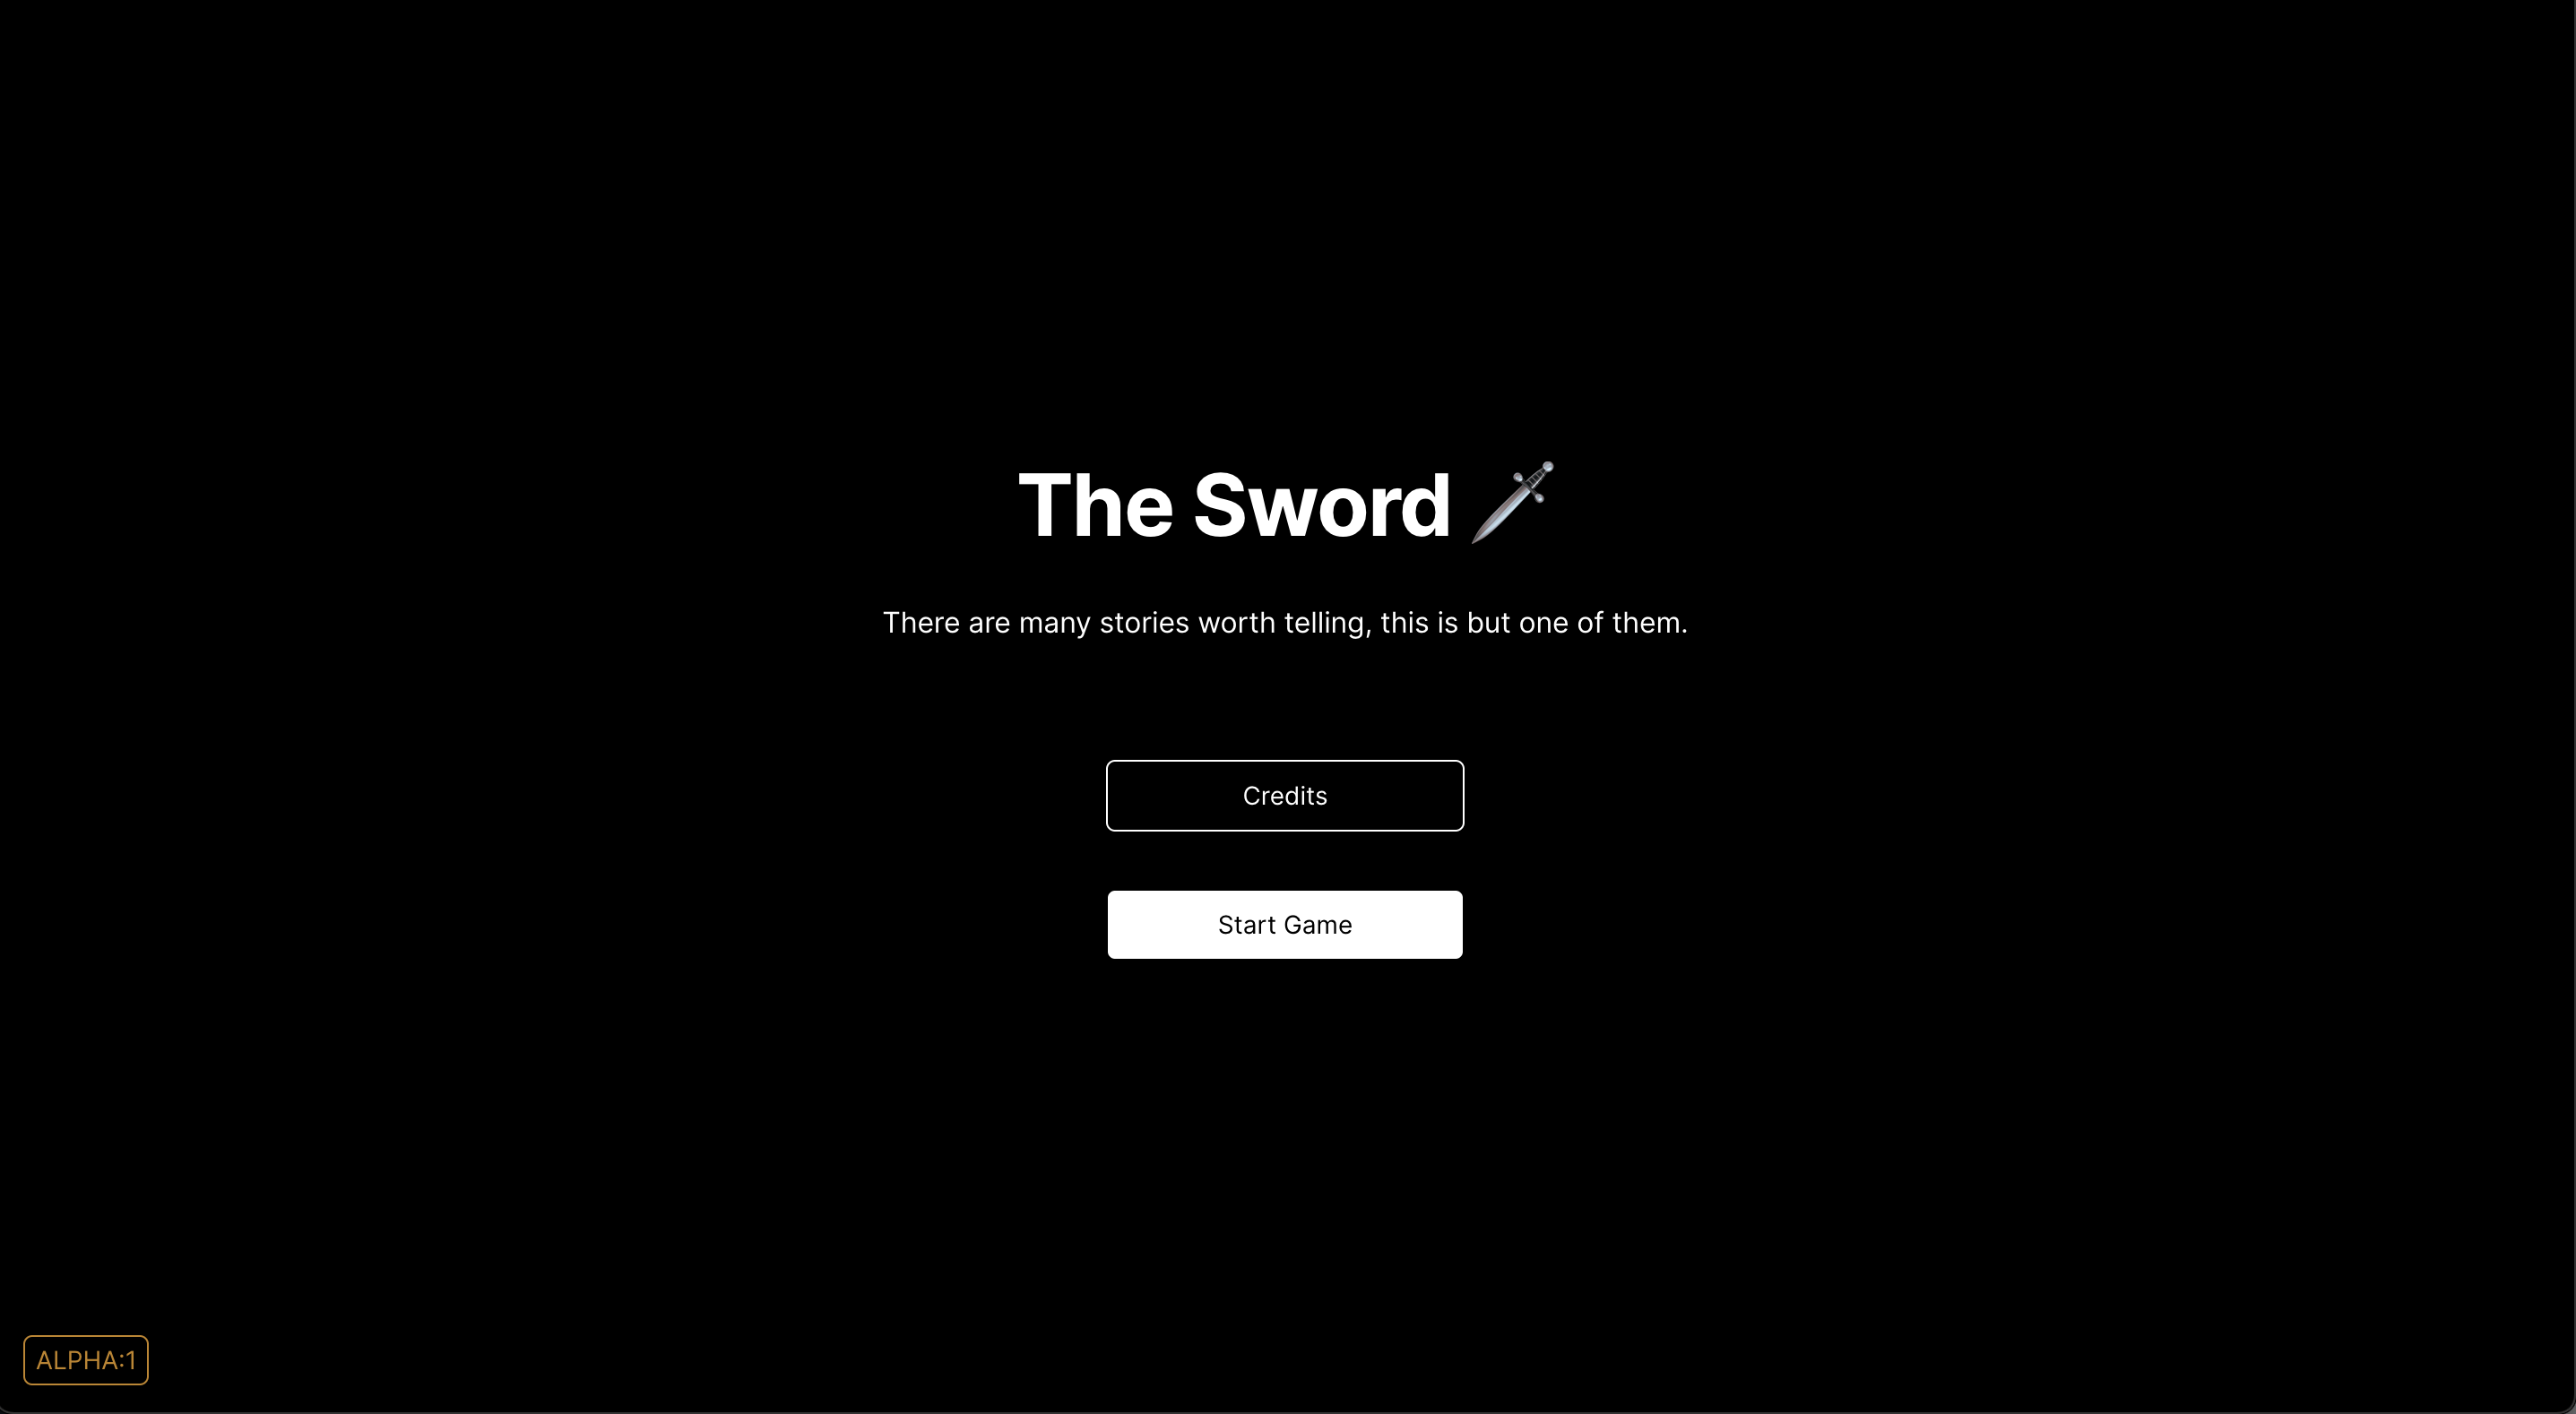 The Sword 🗡️
There are many stories worth telling, this is but one of them.
Credits
Start Game
ALPHA:1